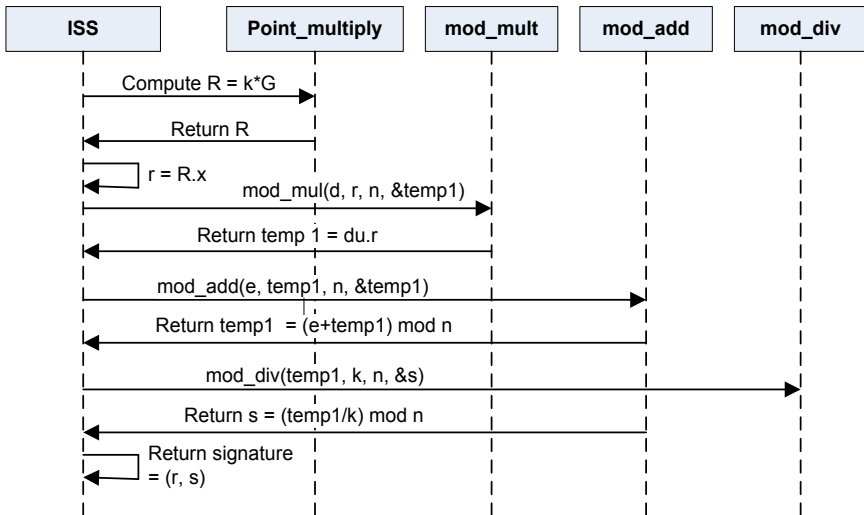 ISS
Point_multiply
mod_mult
mod_add
mod_div
Compute R = k*G
Return R
r = R.x
mod_mul(d, r, n, &temp1)
Return temp 1 = du.r
mod_add(e, temp1, n, &temp1)
Return temp1 = (e+temp1) mod n
mod_div(temp1, k, n, &s)
Return s = (temp1/k) mod n
Return signature
= (r, s)